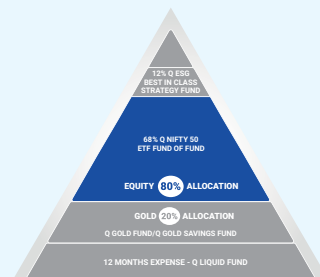 12% Q ESG
BEST IN CLASS
STRATEGY FUND
68% Q NIFTY 50
ETF FUND OF FUND
EQUITY 80% ALLOCATION
GOLD 20% ALLOCATION
Q GOLD FUND/Q GOLD SAVINGS FUND
12 MONTHS EXPENSE - Q LIQUID FUND